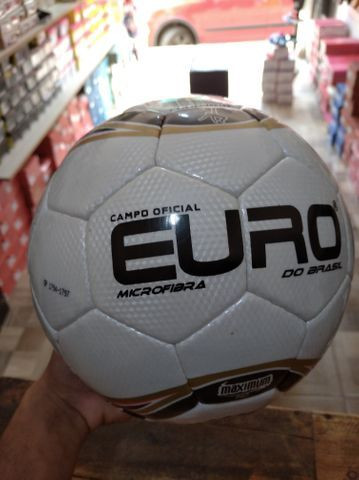 CAMPO OFICIAL
EURO
DO BRASIL
MICROFIBRA
maximum